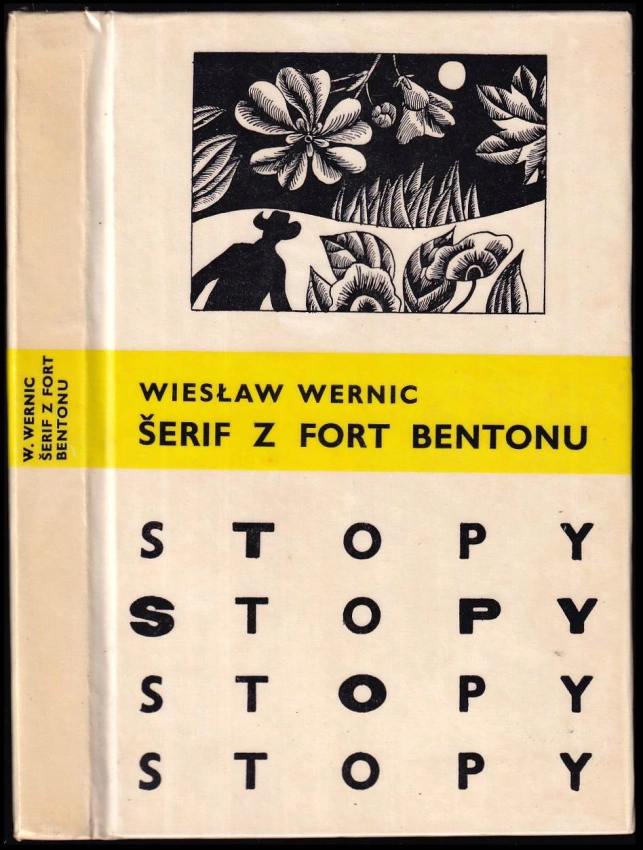 W. WERNIC
ŠERIF Z FORT
BENTONU
WIESŁAW WERNIC
ŠERIF Z FORT BENTONU
STOPY
STOPY
STOPY
STOPY